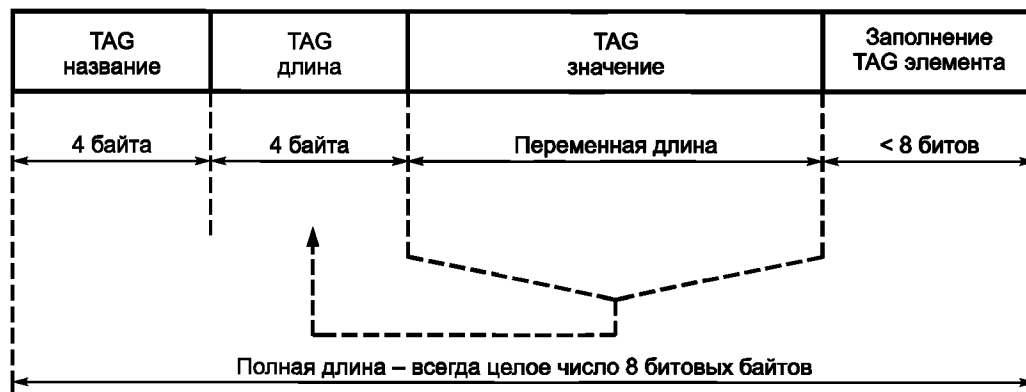 TAG
название
TAG
длина
TAG
значение
Заполнение
TAG элемента
4 байта
4 байта
Переменная длина
< 8 битов
Полная длина – всегда целое число 8 битовых байтов